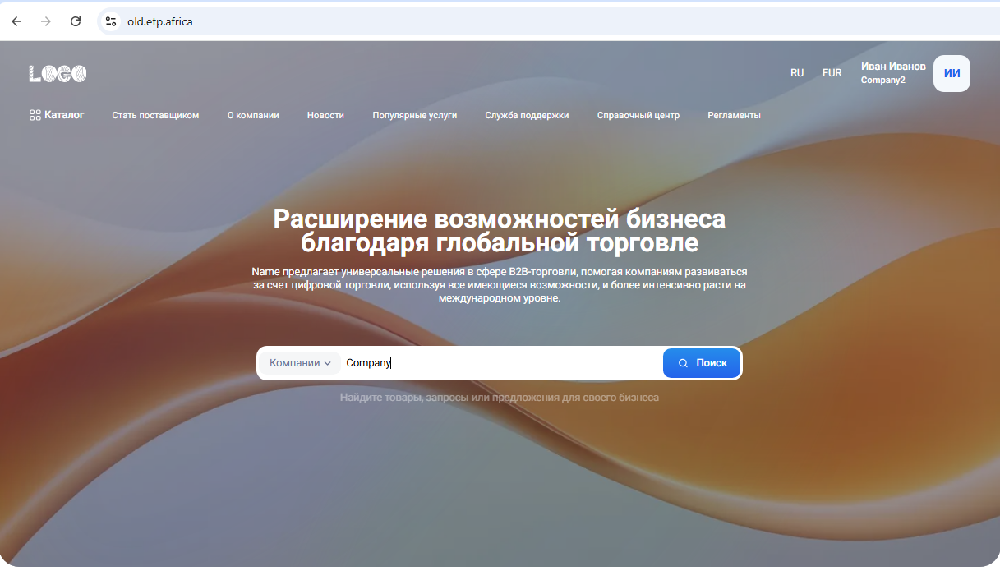 old.etp.africa
LOGO
RU EUR Иван Иванов
Company2
ИИ
Каталог Стать поставщиком О компании Новости Популярные услуги Служба поддержки Справочный центр Регламенты
Расширение возможностей бизнеса
благодаря глобальной торговле
Name предлагает универсальные решения в сфере B2B-торговли, помогая компаниям развиваться
за счет цифровой торговли, используя все имеющиеся возможности, и более интенсивно расти на
международном уровне.
Компании Company Поиск
Найдите товары, запросы или предложения для своего бизнеса